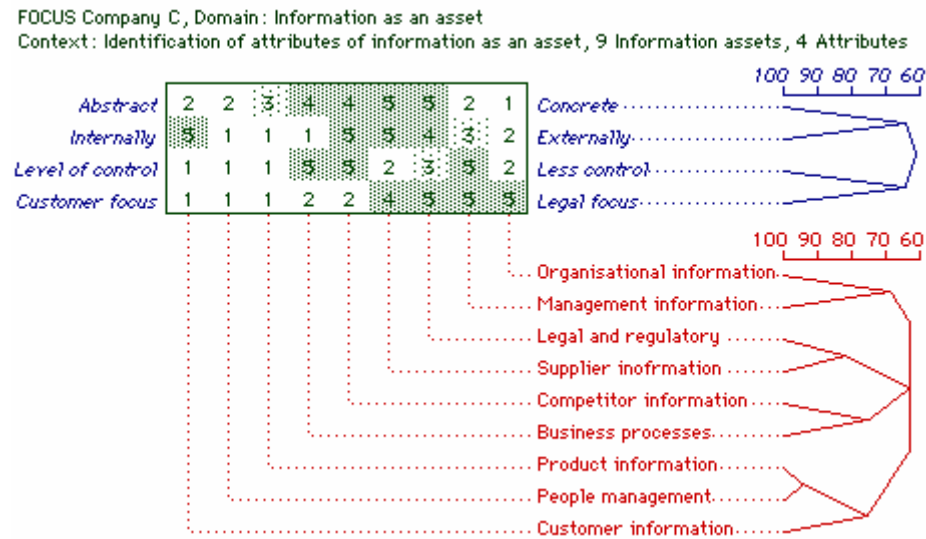 FOCUS Company C, Domain: Information as an asset
Context: Identification of attributes of information as an asset, 9 Information assets, 4 Attributes
100 90 80 70 60
Abstract 2 2 3 4 4 5 5 2 1 Concrete
Internally 5 1 1 1 5 5 4 3 2 Externally
Level of control 1 1 1 5 5 2 3 5 2 Less control
Customer focus 1 1 1 2 2 4 5 5 5 Legal focus
100 90 80 70 60
Organisational information
Management information
Legal and regulatory
Supplier inofrmation
Competitor information
Business processes
Product information
People management
Customer information